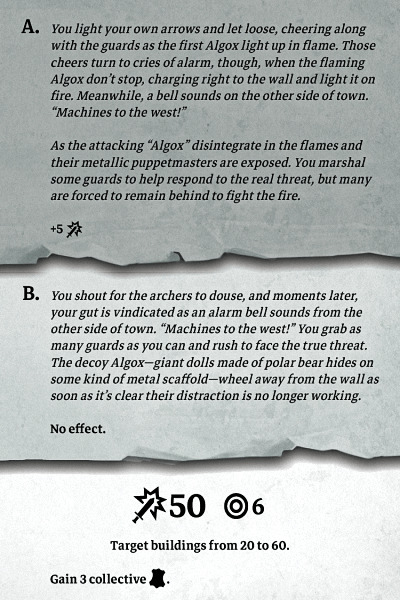 A. You light your own arrows and let loose, cheering along
with the guards as the first Algox light up in flame. Those
cheers turn to cries of alarm, though, when the flaming
Algox don’t stop, charging right to the wall and light it on
fire. Meanwhile, a bell sounds on the other side of town.
“Machines to the west!”
As the attacking “Algox” disintegrate in the flames and
their metallic puppetmasters are exposed. You marshal
some guards to help respond to the real threat, but many
are forced to remain behind to fight the fire.
+5
B. You shout for the archers to douse, and moments later,
your gut is vindicated as an alarm bell sounds from the
other side of town. “Machines to the west!” You grab as
many guards as you can and rush to face the true threat.
The decoy Algox—giant dolls made of polar bear hides on
some kind of metal scaffold—wheel away from the wall as
soon as it’s clear their distraction is no longer working.
No effect.
50 6
Target buildings from 20 to 60.
Gain 3 collective .